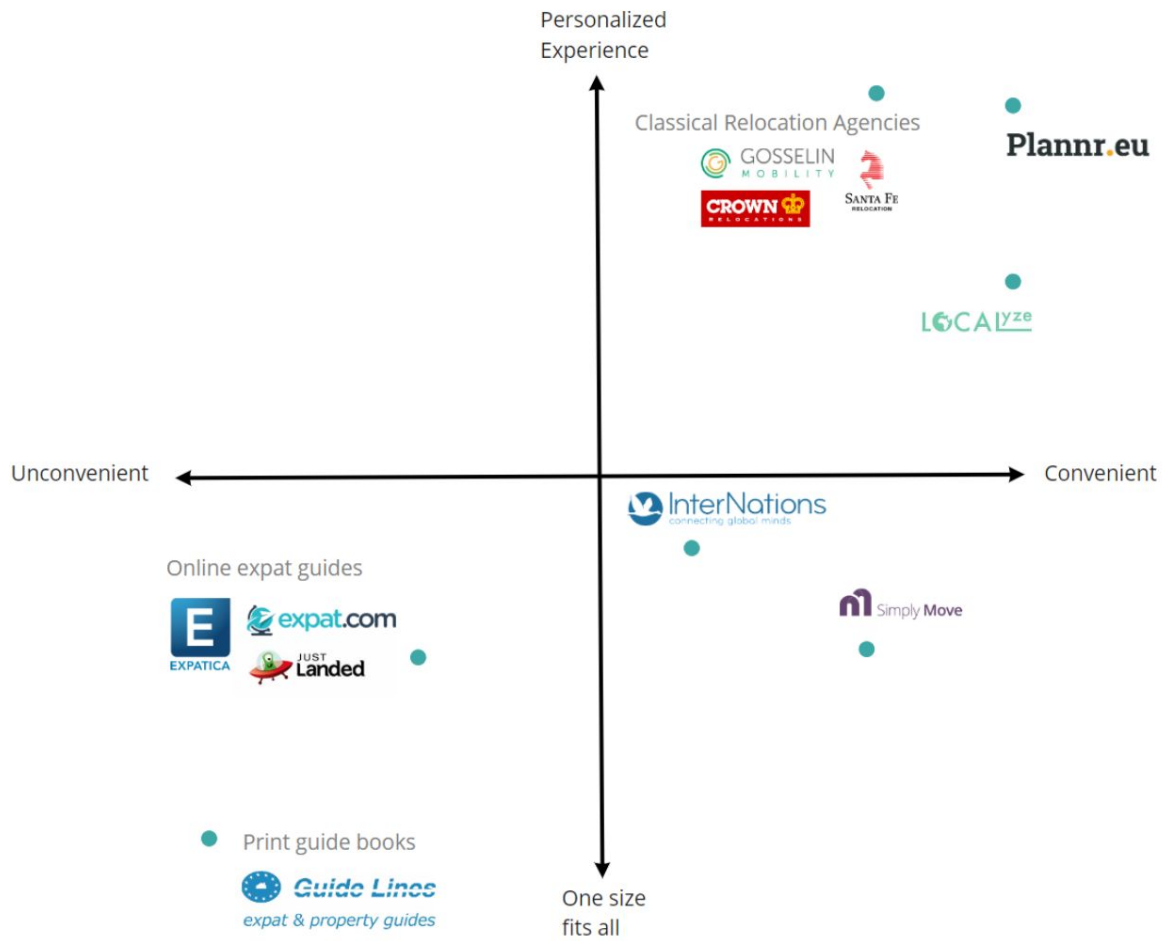 Personalized
Experience
Classical Relocation Agencies
GOSSELIN
MOBILITY
CROWN
RELOCATIONS
SANTA FE
RELOCATION
Plannr.eu
LOCALyze
Unconvenient
Convenient
InterNations
connecting global minds
Online expat guides
E
EXPATICA
expat.com
JUST
Landed
Simply Move
Print guide books
Guide Lines
expat & property guides
One size
fits all